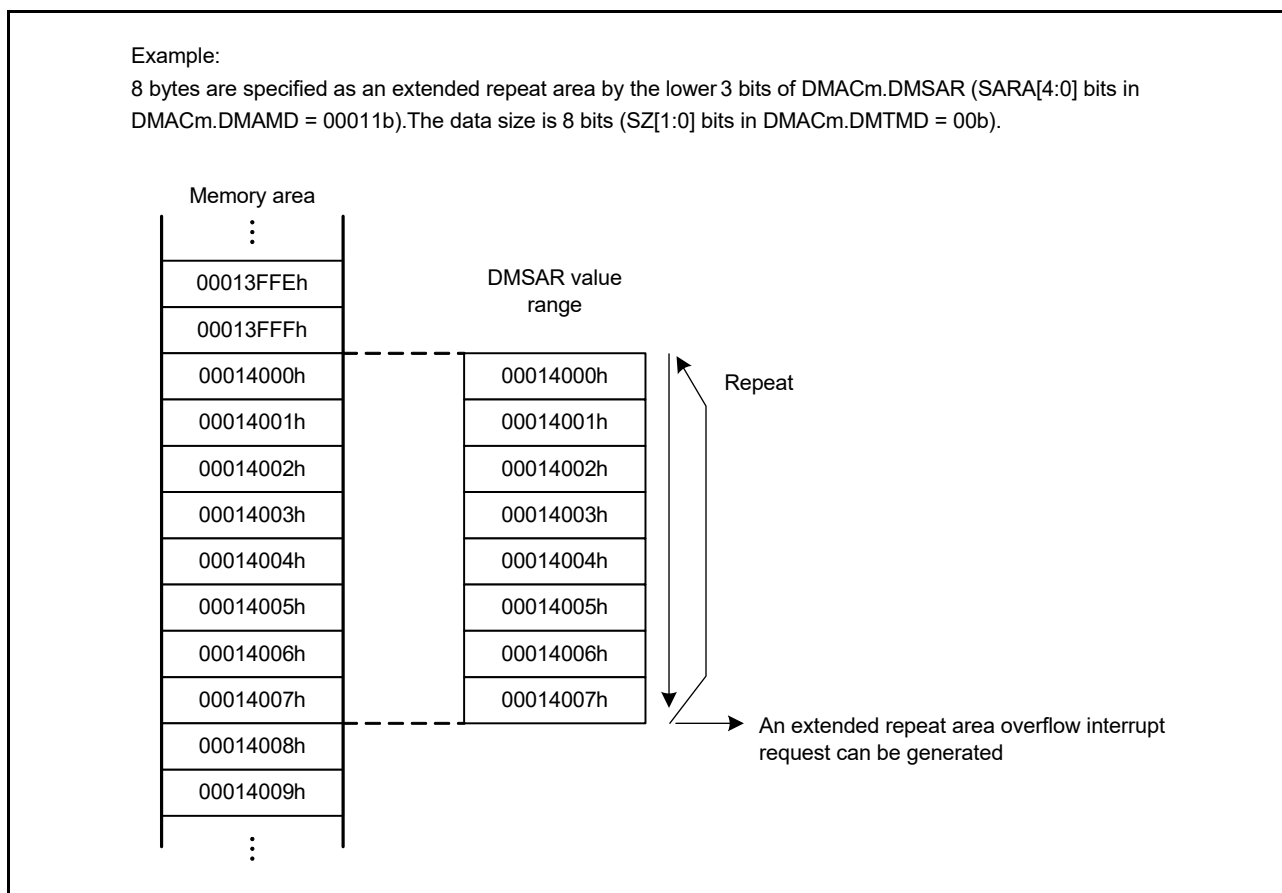 Example:
8 bytes are specified as an extended repeat area by the lower 3 bits of DMACm.DMSAR (SARA[4:0] bits in
DMACm.DMAMD = 00011b).The data size is 8 bits (SZ[1:0] bits in DMACm.DMTMD = 00b).
Memory area
⋮
00013FFEh
00013FFFh
00014000h
00014001h
00014002h
00014003h
00014004h
00014005h
00014006h
00014007h
00014008h
00014009h
⋮
DMSAR value
range
00014000h
00014001h
00014002h
00014003h
00014004h
00014005h
00014006h
00014007h
Repeat
An extended repeat area overflow interrupt
request can be generated